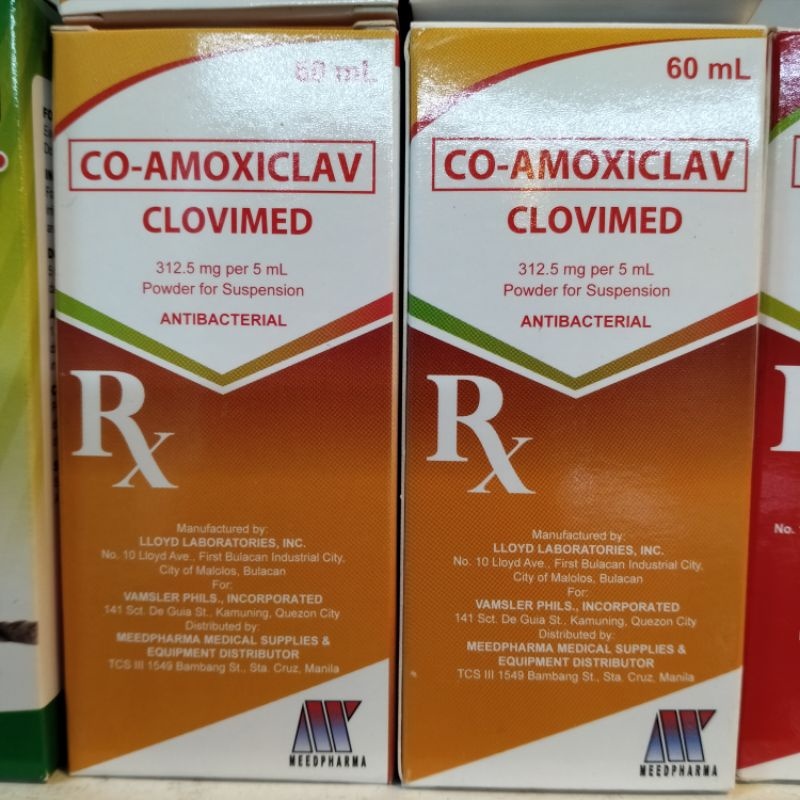 60 mL
CO-AMOXICLAV
CLOVIMED
312.5 mg per 5 mL
Powder for Suspension
ANTIBACTERIAL
Rx
Manufactured by:
LLOYD LABORATORIES, INC.
No. 10 Lloyd Ave., First Bulacan Industrial City,
City of Malolos, Bulacan
For:
VAMSLER PHILS., INCORPORATED
141 Sct. De Guia St., Kamuning, Quezon City
Distributed by:
MEEDPHARMA MEDICAL SUPPLIES &
EQUIPMENT DISTRIBUTOR
TCS III 1549 Bambang St., Sta. Cruz, Manila
MEEDPHARMA
60 mL
CO-AMOXICLAV
CLOVIMED
312.5 mg per 5 mL
Powder for Suspension
ANTIBACTERIAL
Rx
Manufactured by:
LLOYD LABORATORIES, INC.
No. 10 Lloyd Ave., First Bulacan Industrial City,
City of Malolos, Bulacan
For:
VAMSLER PHILS., INCORPORATED
141 Sct. De Guia St., Kamuning, Quezon City
Distributed by:
MEEDPHARMA MEDICAL SUPPLIES &
EQUIPMENT DISTRIBUTOR
TCS III 1549 Bambang St., Sta. Cruz, Manila
MEEDPHARMA
No.